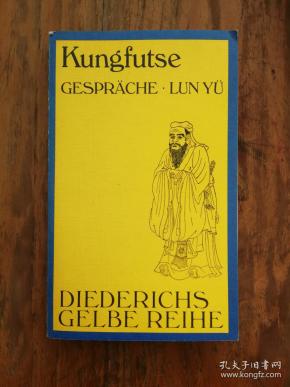 Kungfutse
GESPRÄCHE · LUN YÜ
DIEDERICHS
GELBE REIHE
孔夫子旧书网
www.kongfz.com